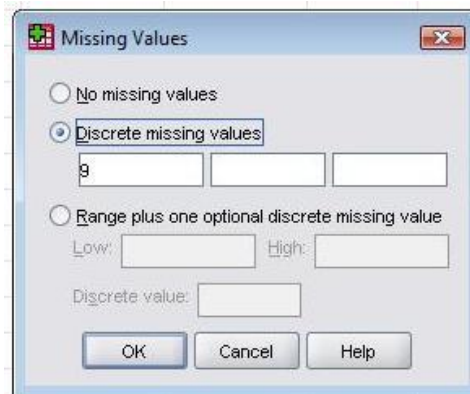 Missing Values
No missing values
Discrete missing values
9
Range plus one optional discrete missing value
Low: High:
Discrete value:
OK Cancel Help